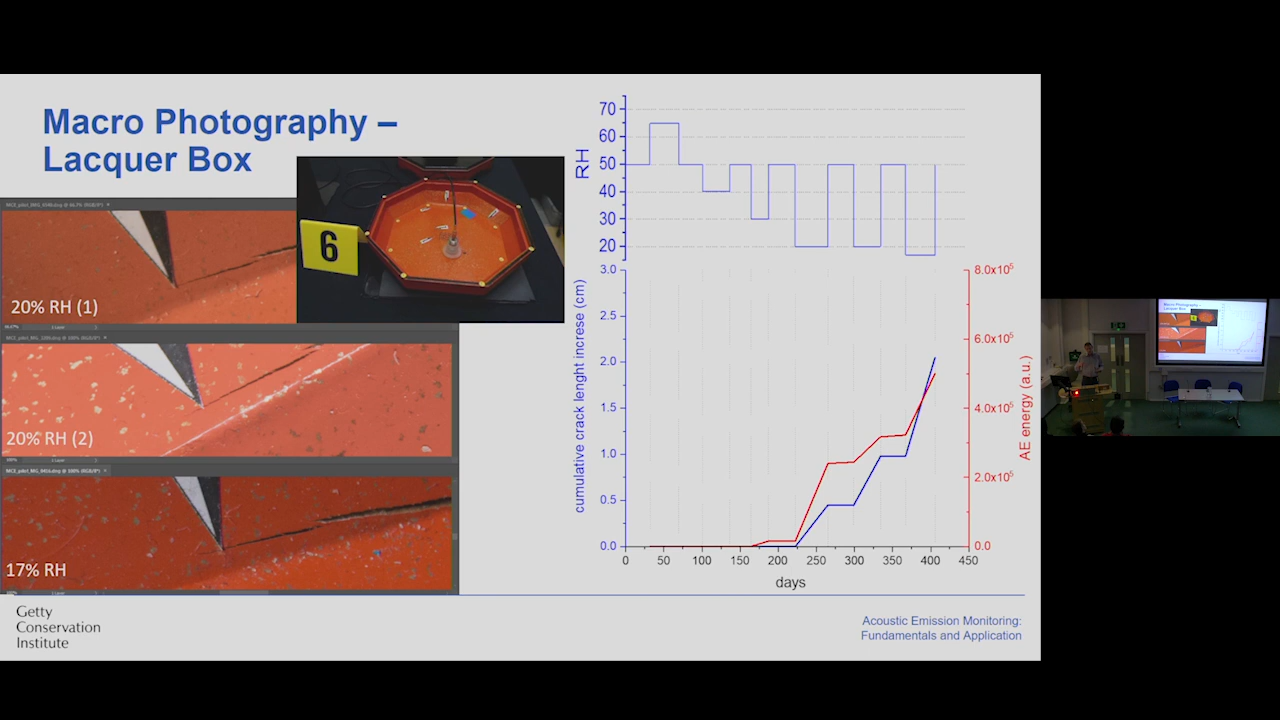 Macro Photography –
Lacquer Box
6
20% RH (1)
20% RH (2)
17% RH
RH
70
60
50
40
30
20
cumulative crack lenght increse (cm)
3.0
2.5
2.0
1.5
1.0
0.5
0.0
8.0x10⁵
6.0x10⁵
4.0x10⁵
2.0x10⁵
0.0
AE energy (a.u.)
0 50 100 150 200 250 300 350 400 450
days
Getty
Conservation
Institute
Acoustic Emission Monitoring:
Fundamentals and Application